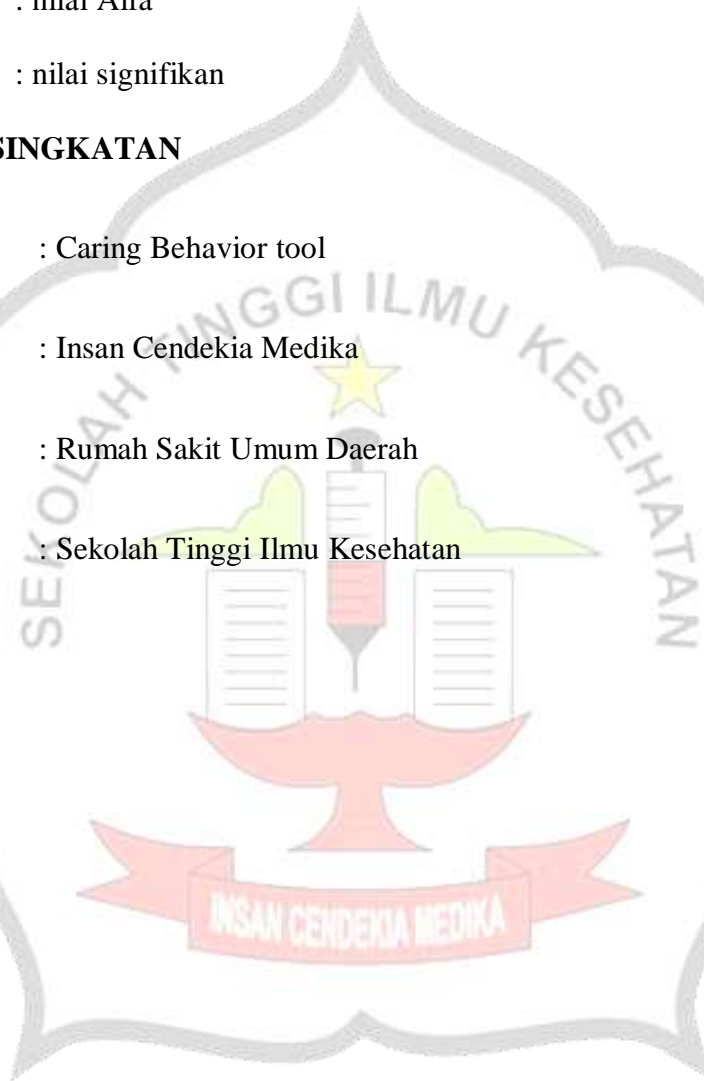 : nilai Alfa
: nilai signifikan
SINGKATAN
: Caring Behavior tool
: Insan Cendekia Medika
: Rumah Sakit Umum Daerah
: Sekolah Tinggi Ilmu Kesehatan
SEKOLAH TINGGI ILMU KESEHATAN
INSAN CENDEKIA MEDIKA